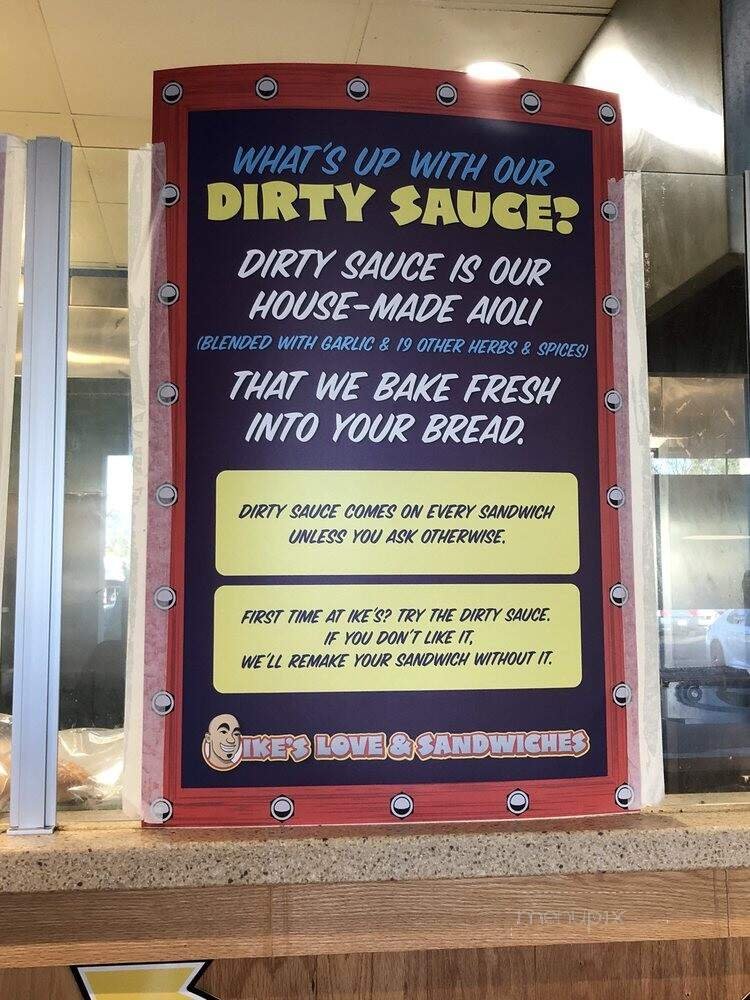 WHAT'S UP WITH OUR
DIRTY SAUCE?
DIRTY SAUCE IS OUR
HOUSE-MADE AIOLI
(BLENDED WITH GARLIC & 19 OTHER HERBS & SPICES)
THAT WE BAKE FRESH
INTO YOUR BREAD.
DIRTY SAUCE COMES ON EVERY SANDWICH
UNLESS YOU ASK OTHERWISE.
FIRST TIME AT IKE'S? TRY THE DIRTY SAUCE.
IF YOU DON'T LIKE IT,
WE'LL REMAKE YOUR SANDWICH WITHOUT IT.
IKE'S LOVE & SANDWICHES
menupix